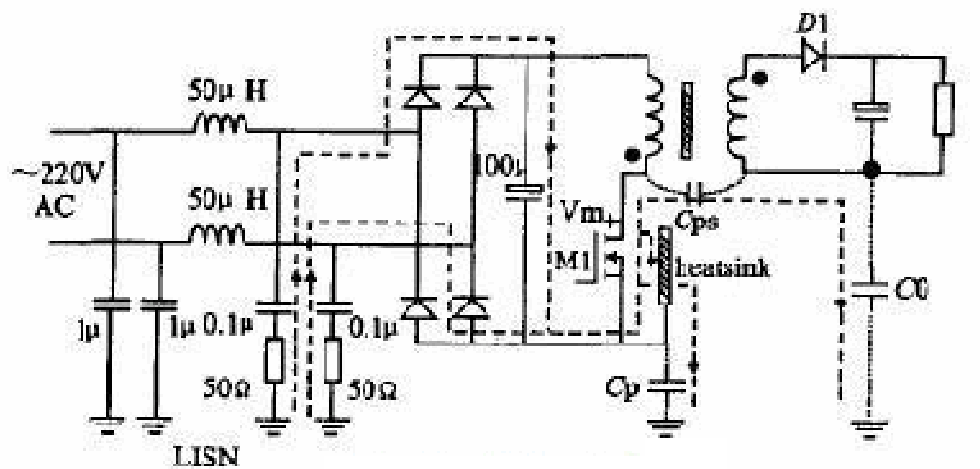 D1
50μ H
100μ
~220V
AC
50μ H
Vm
Cps
M1
heatsink
C0
1μ
1μ
0.1μ
0.1μ
50Ω
50Ω
Cp
LISN